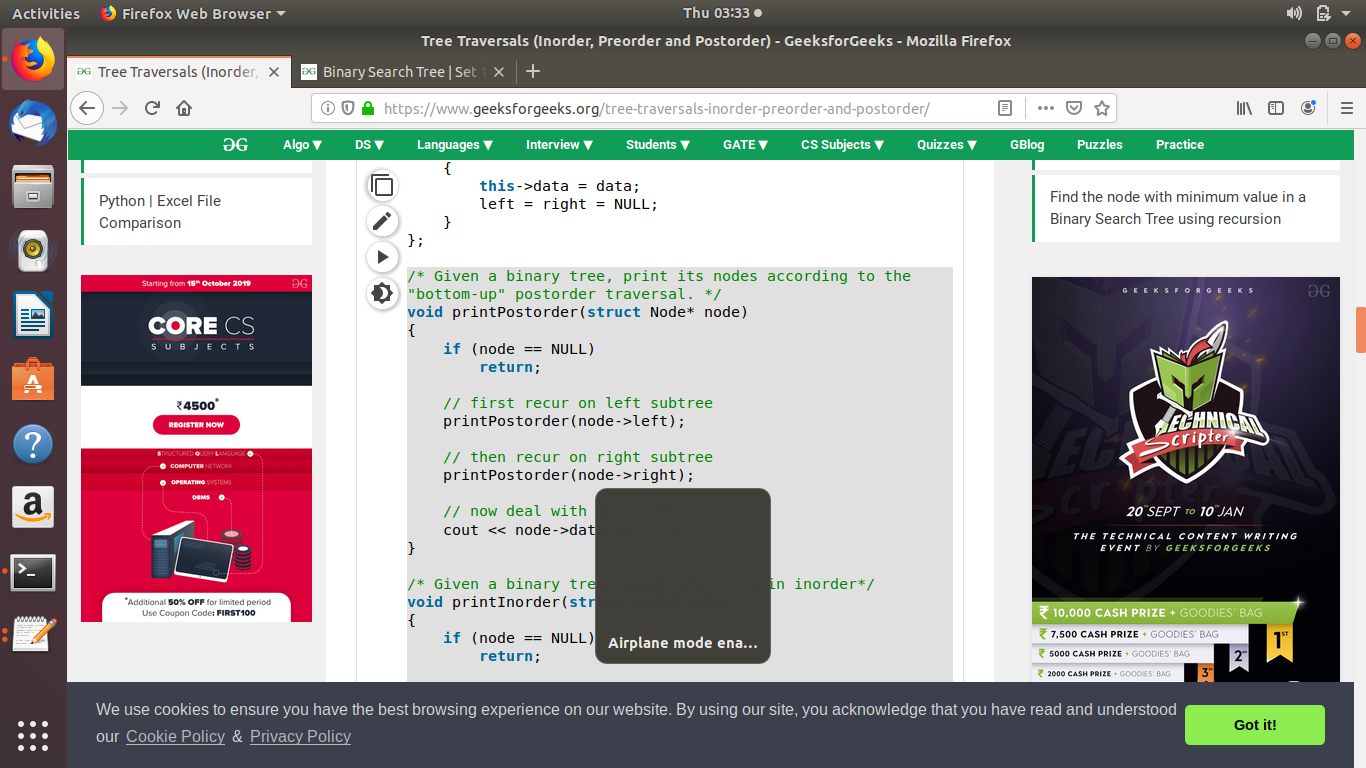 Activities
Firefox Web Browser
Thu 03:33
Tree Traversals (Inorder, Preorder and Postorder) - GeeksforGeeks - Mozilla Firefox
Tree Traversals (Inorder,
Binary Search Tree | Set 1
https://www.geeksforgeeks.org/tree-traversals-inorder-preorder-and-postorder/
Algo ▼
DS ▼
Languages ▼
Interview ▼
Students ▼
GATE ▼
CS Subjects ▼
Quizzes ▼
GBlog
Puzzles
Practice
Python | Excel File
Comparison
Starting from 15th October 2019
CORE CS
SUBJECTS
₹4500*
REGISTER NOW
STRUCTURED QUERY LANGUAGE
COMPUTER NETWORK
OPERATING SYSTEMS
DBMS
*Additional 50% OFF for limited period
Use Coupon Code: FIRST100
{
this->data = data;
left = right = NULL;
}
};
/* Given a binary tree, print its nodes according to the
"bottom-up" postorder traversal. */
void printPostorder(struct Node* node)
{
if (node == NULL)
return;
// first recur on left subtree
printPostorder(node->left);
// then recur on right subtree
printPostorder(node->right);
// now deal with
cout << node->dat
}
/* Given a binary tre in inorder*/
void printInorder(str
{
if (node == NULL)
return;
Airplane mode ena...
Find the node with minimum value in a
Binary Search Tree using recursion
GEEKSFORGEEKS
TECHNICAL
Scripter
20TH SEPT TO 10TH JAN
THE TECHNICAL CONTENT WRITING
EVENT BY GEEKSFORGEEKS
₹ 10,000 CASH PRIZE + GOODIES' BAG
₹ 7,500 CASH PRIZE + GOODIES' BAG
₹ 5000 CASH PRIZE + GOODIES' BAG
₹ 2000 CASH PRIZE + GOODIES' BAG
1ST
2ND
3RD
We use cookies to ensure you have the best browsing experience on our website. By using our site, you acknowledge that you have read and understood
our Cookie Policy & Privacy Policy
Got it!